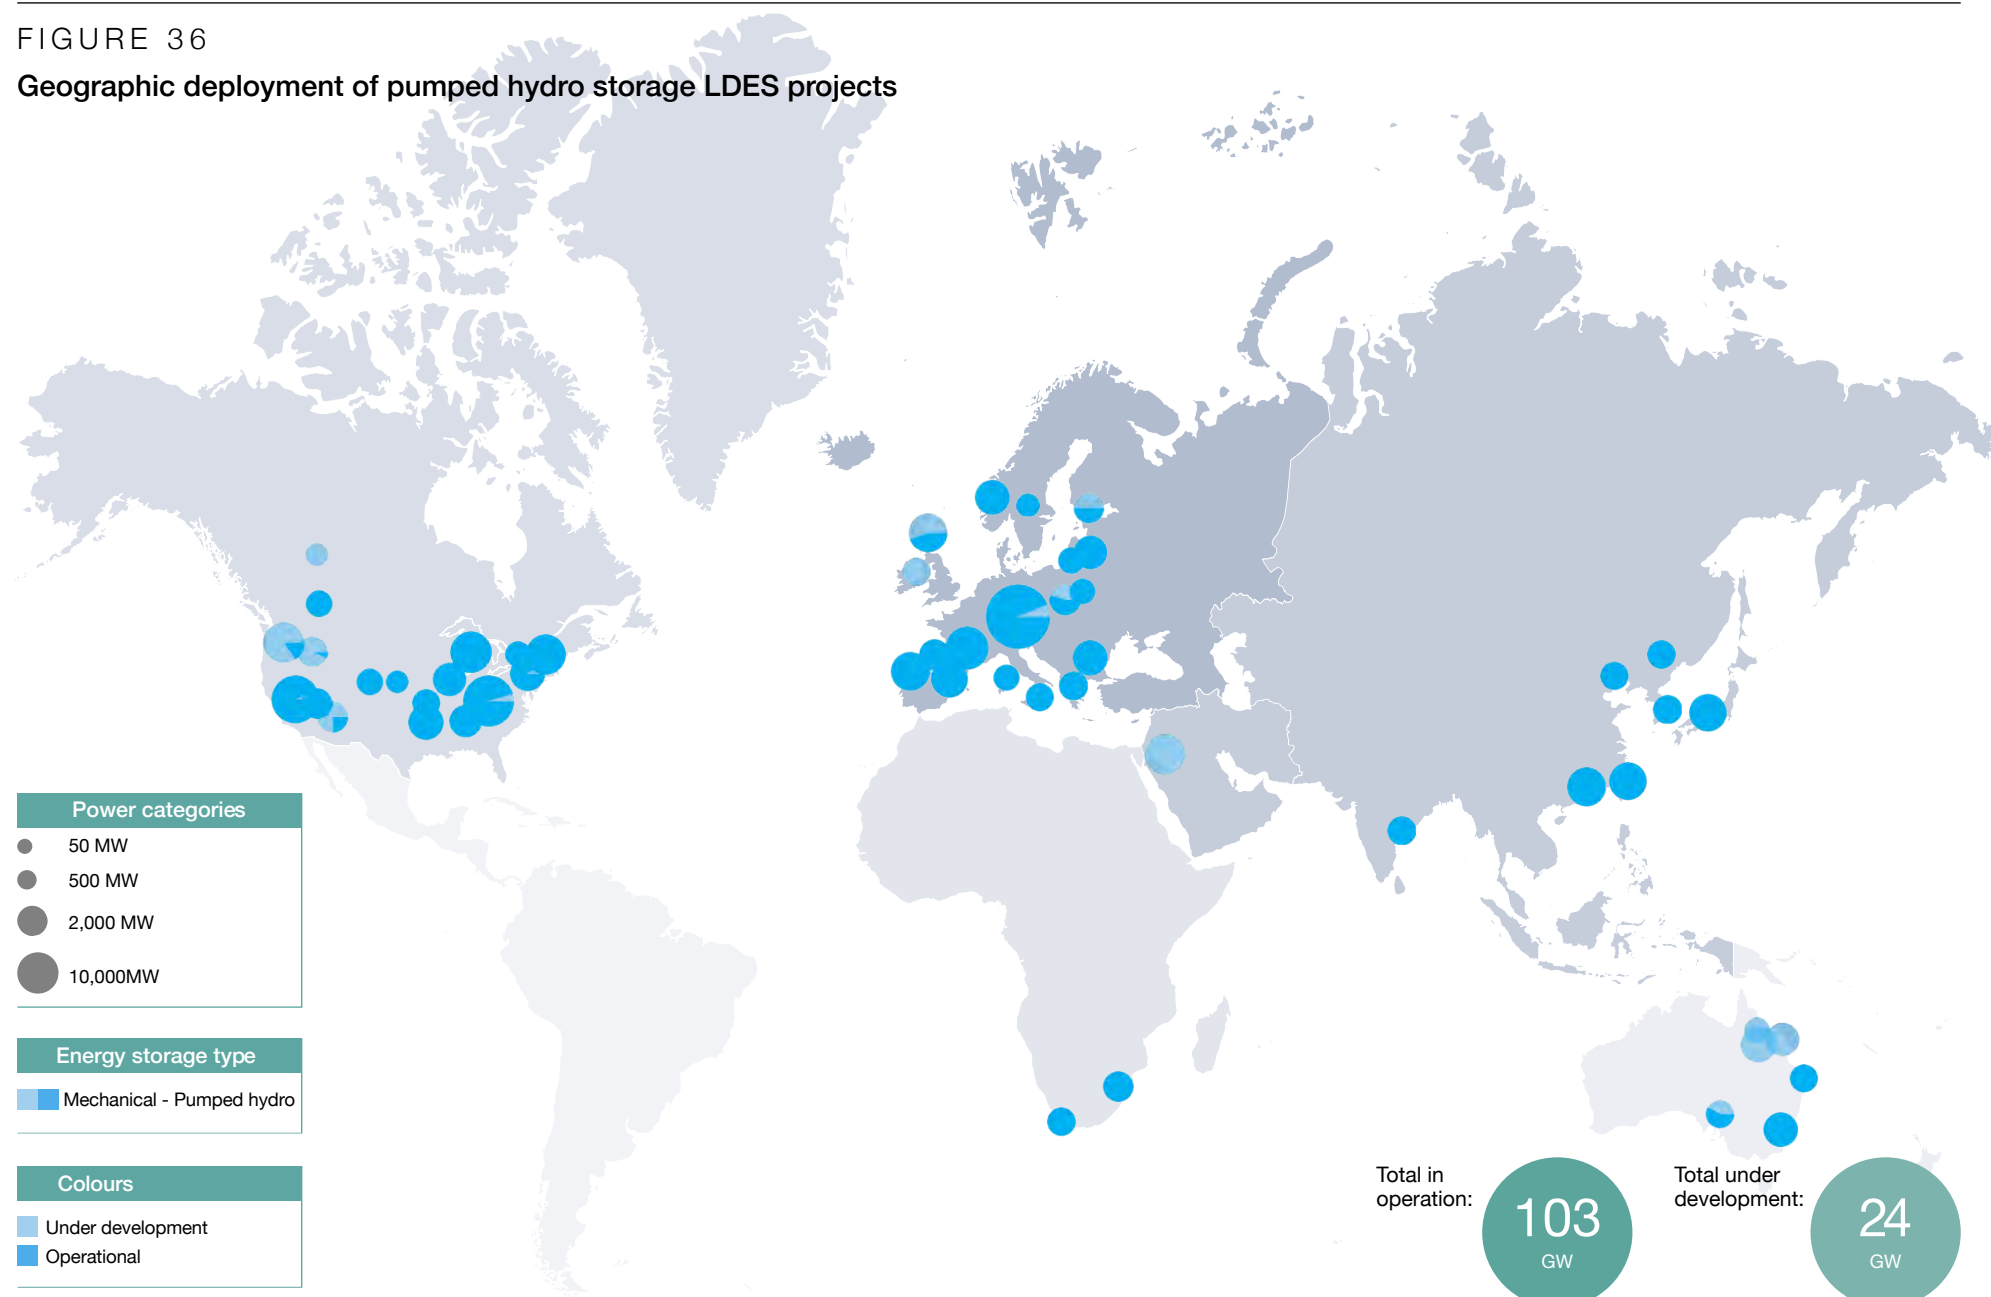 FIGURE 36
Geographic deployment of pumped hydro storage LDES projects
Power categories
50 MW
500 MW
2,000 MW
10,000MW
Energy storage type
Mechanical - Pumped hydro
Colours
Under development
Operational
Total in
operation:
103
GW
Total under
development:
24
GW